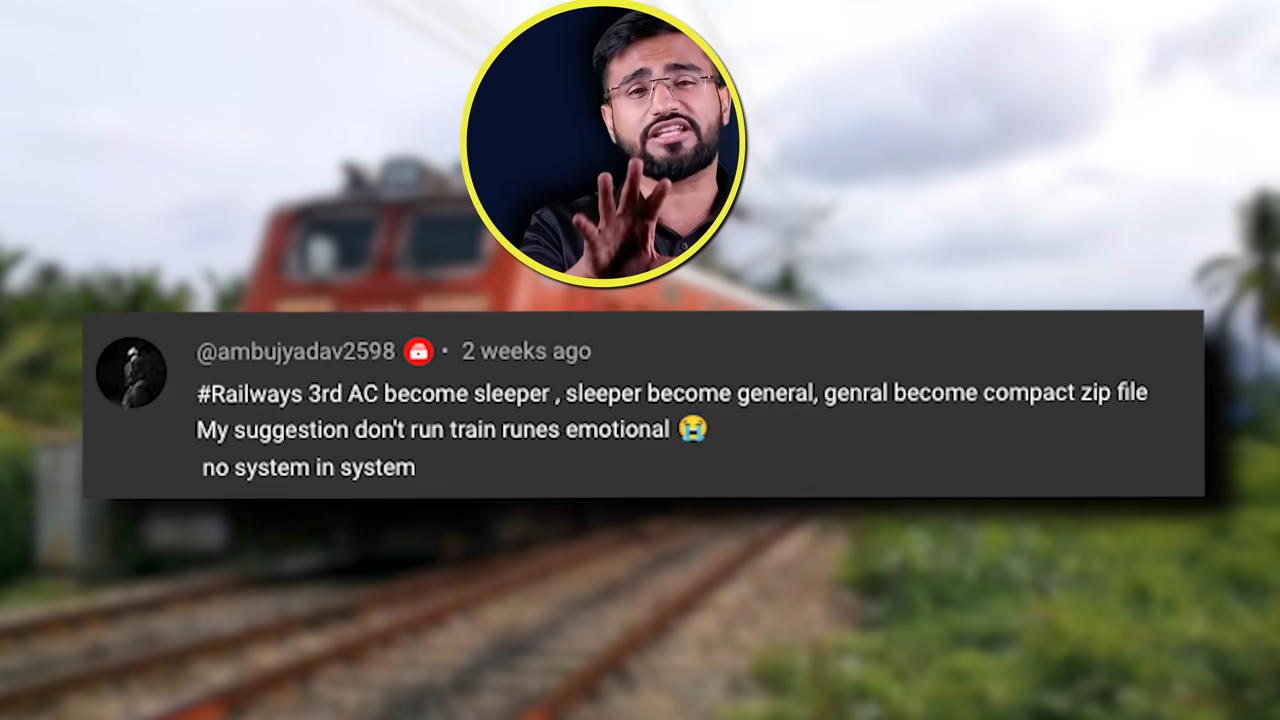 @ambujyadav2598 • 2 weeks ago
#Railways 3rd AC become sleeper , sleeper become general, genral become compact zip file
My suggestion don't run train runes emotional 😭
no system in system